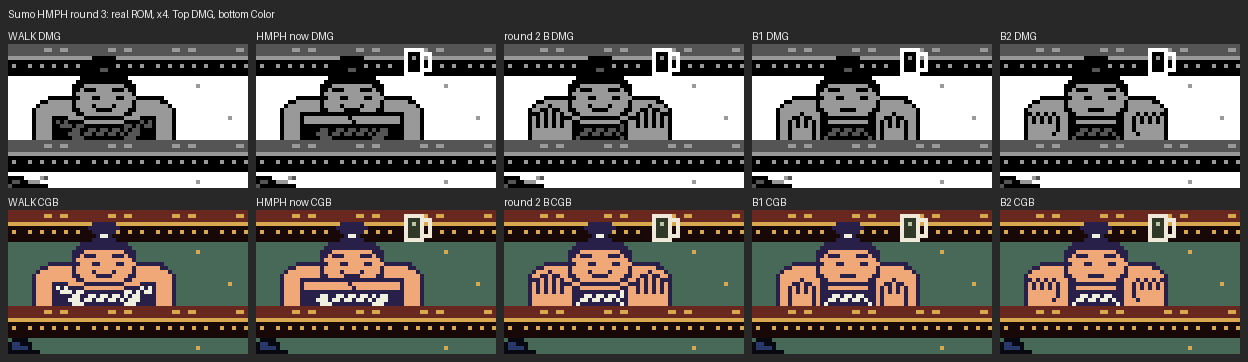 Sumo HMPH round 3: real ROM, x4. Top DMG, bottom Color
WALK DMG
HMPH now DMG
round 2 B DMG
B1 DMG
B2 DMG
WALK CGB
HMPH now CGB
round 2 B CGB
B1 CGB
B2 CGB